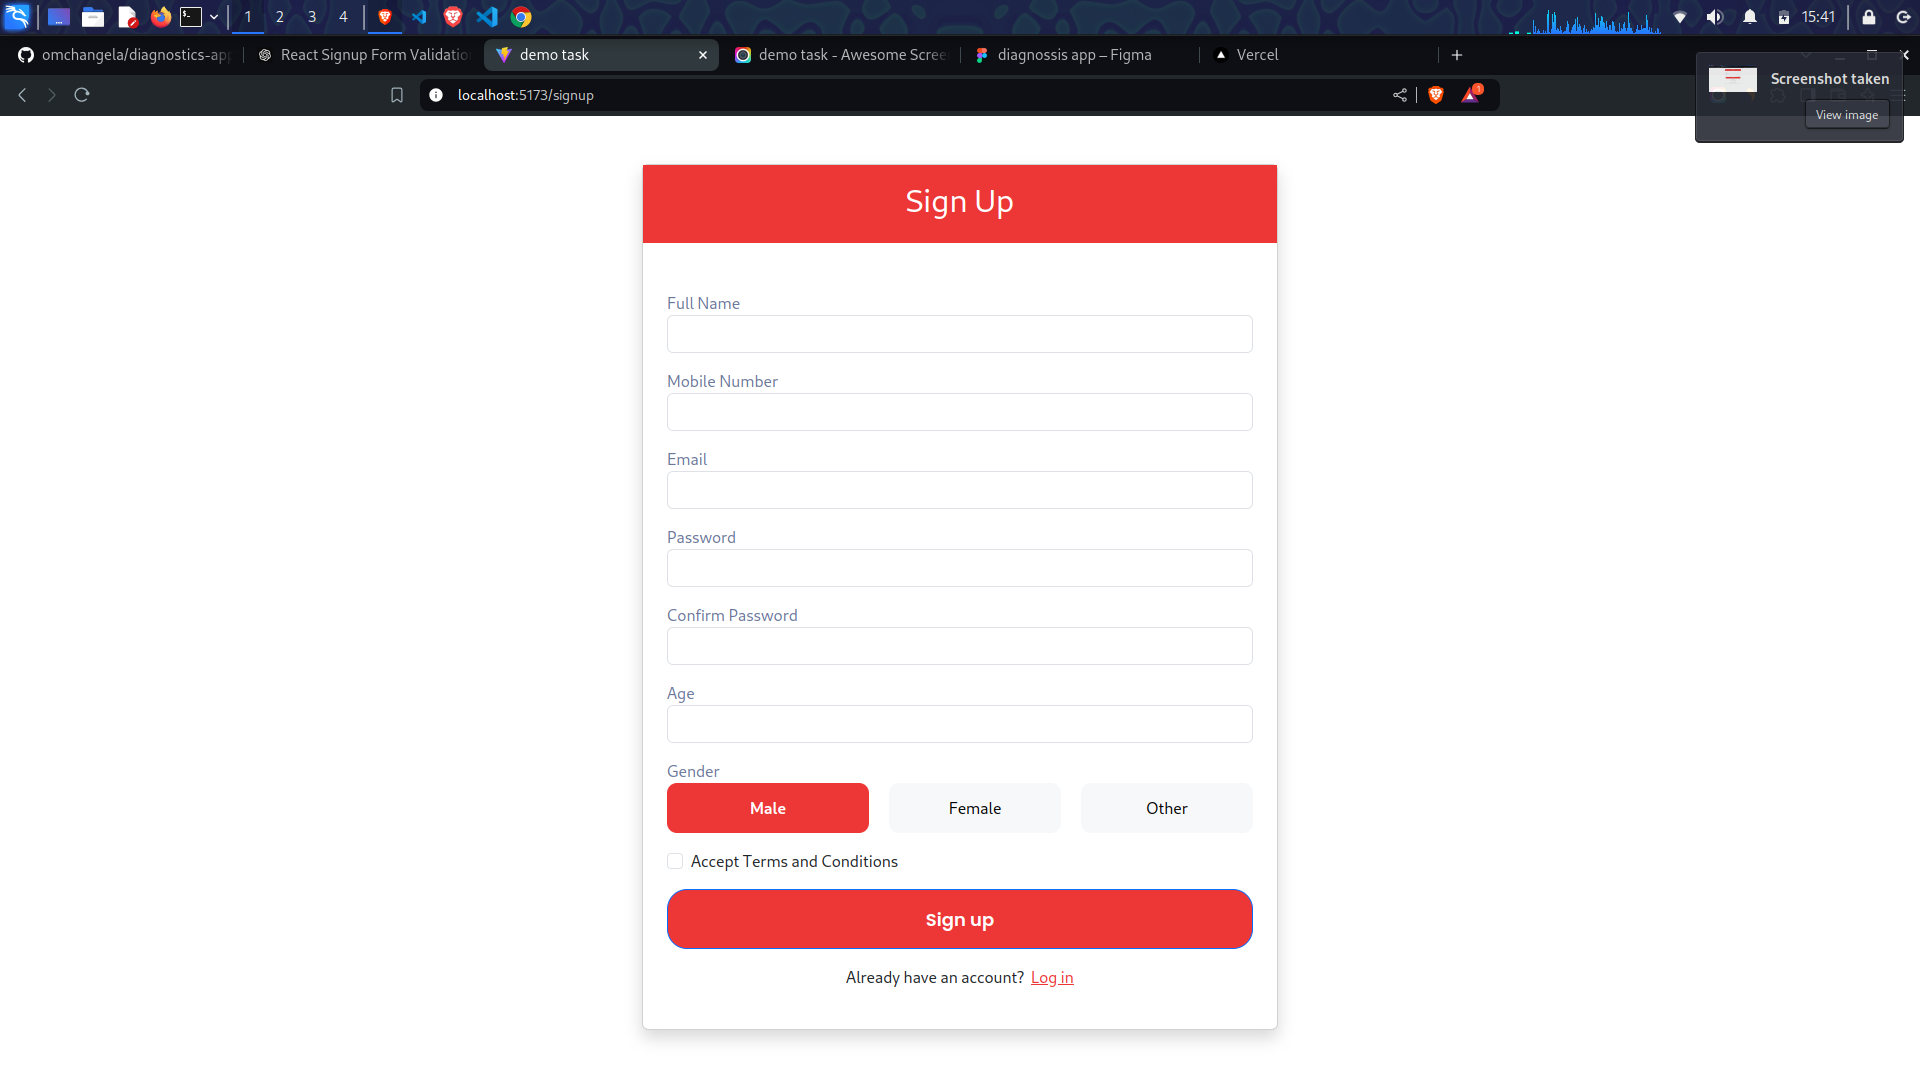 1 2 3 4 15:41
omchangela/diagnostics-app React Signup Form Validatio demo task demo task - Awesome Scree diagnossis app – Figma Vercel
localhost:5173/signup 1
Screenshot taken
View image
Sign Up
Full Name
Mobile Number
Email
Password
Confirm Password
Age
Gender
Male Female Other
Accept Terms and Conditions
Sign up
Already have an account? Log in